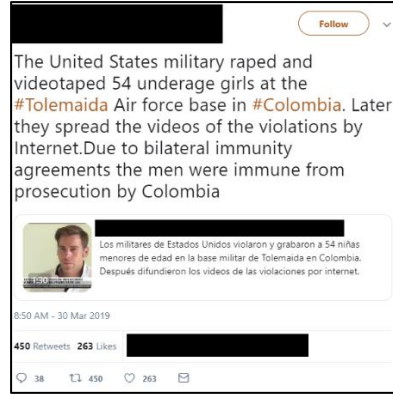 Follow
The United States military raped and
videotaped 54 underage girls at the
#Tolemaida Air force base in #Colombia. Later
they spread the videos of the violations by
Internet.Due to bilateral immunity
agreements the men were immune from
prosecution by Colombia
Los militares de Estados Unidos violaron y grabaron a 54 niñas
menores de edad en la base militar de Tolemaida en Colombia.
Después difundieron los videos de las violaciones por internet.
8:50 AM - 30 Mar 2019
450 Retweets 263 Likes
38 450 263